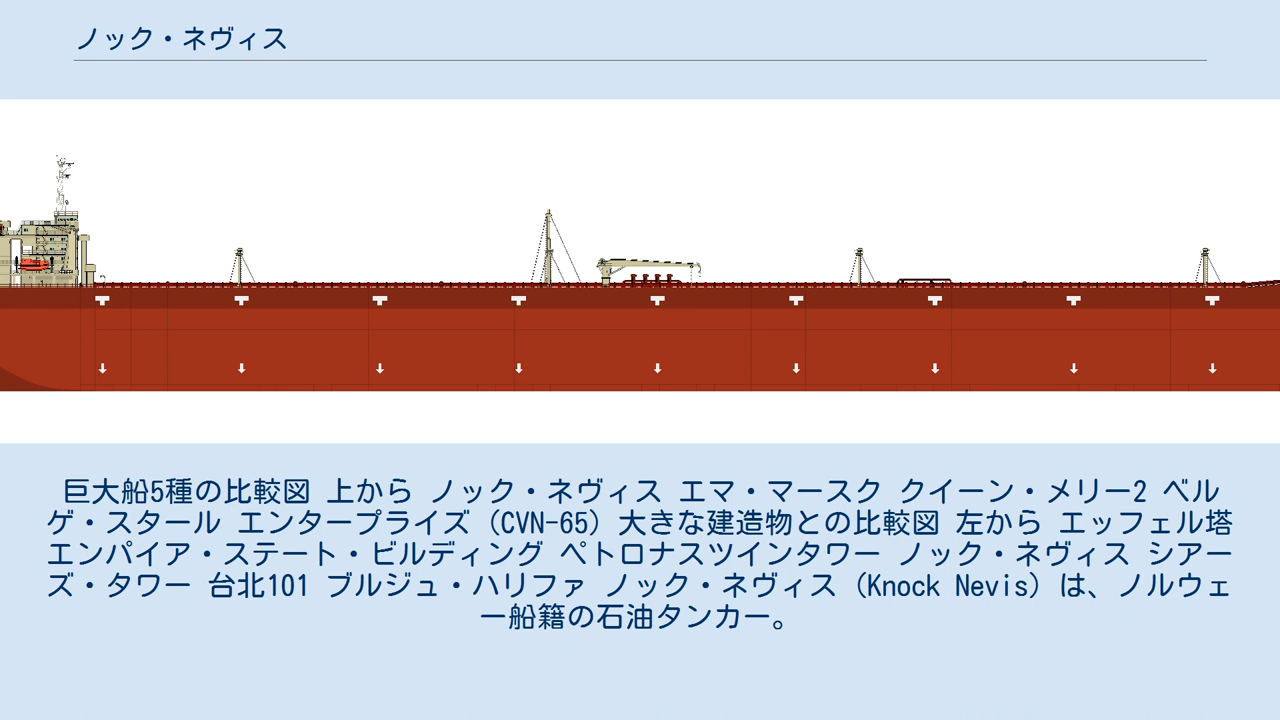 ノック・ネヴィス
巨大船5種の比較図 上から ノック・ネヴィス エマ・マースク クイーン・メリー2 ベル
ゲ・スタール エンタープライズ（CVN-65）大きな建造物との比較図 左から エッフェル塔
エンパイア・ステート・ビルディング ペトロナスツインタワー ノック・ネヴィス シアー
ズ・タワー 台北101 ブルジュ・ハリファ ノック・ネヴィス（Knock Nevis）は、ノルウェ
ー船籍の石油タンカー。